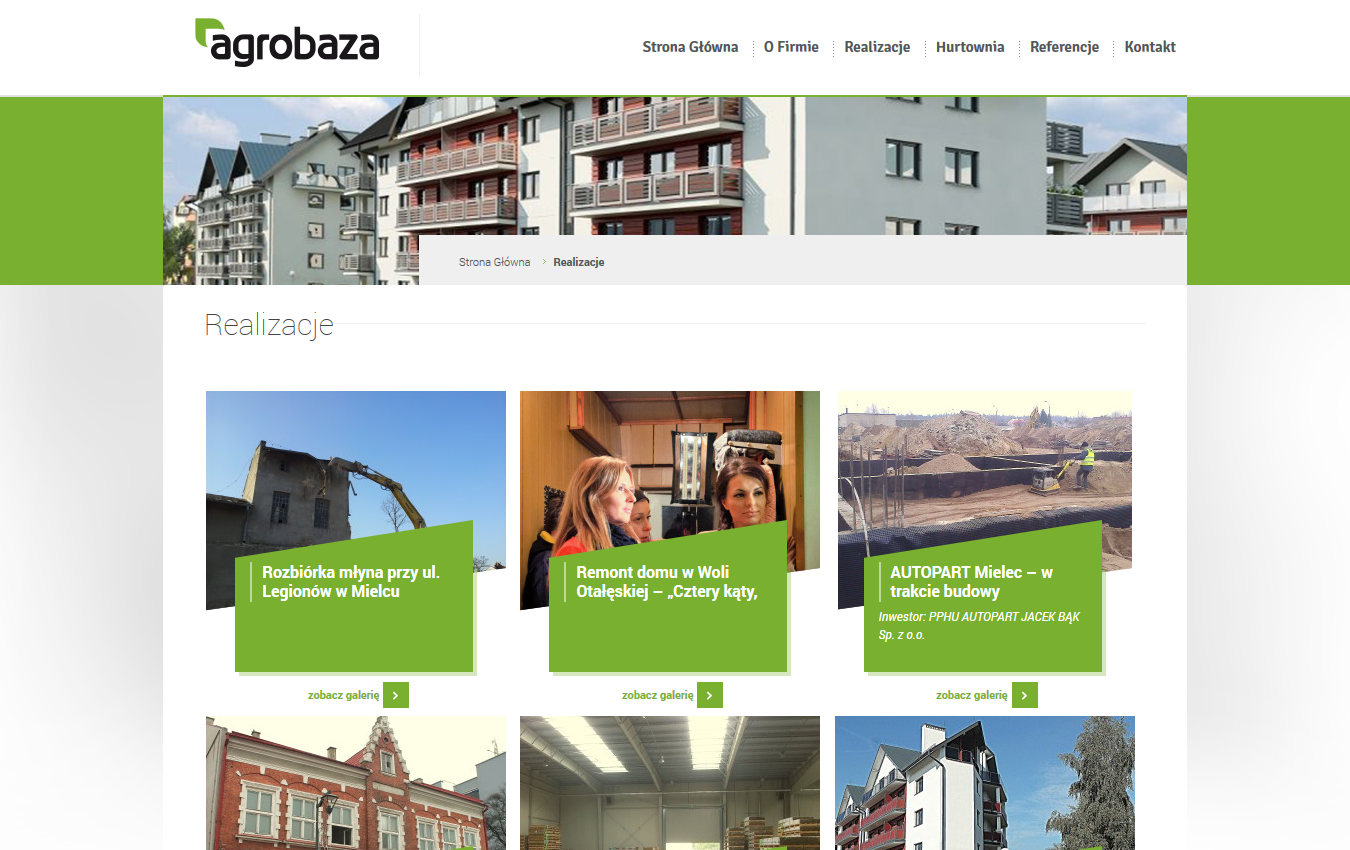 agrobaza
Strona Główna
O Firmie
Realizacje
Hurtownia
Referencje
Kontakt
Strona Główna
Realizacje
Realizacje
Rozbiórka młyna przy ul.
Legionów w Mielcu
zobacz galerię
Remont domu w Woli
Otałęskiej – „Cztery kąty,
zobacz galerię
AUTOPART Mielec – w
trakcie budowy
Inwestor: PPHU AUTOPART JACEK BĄK
Sp. z o.o.
zobacz galerię